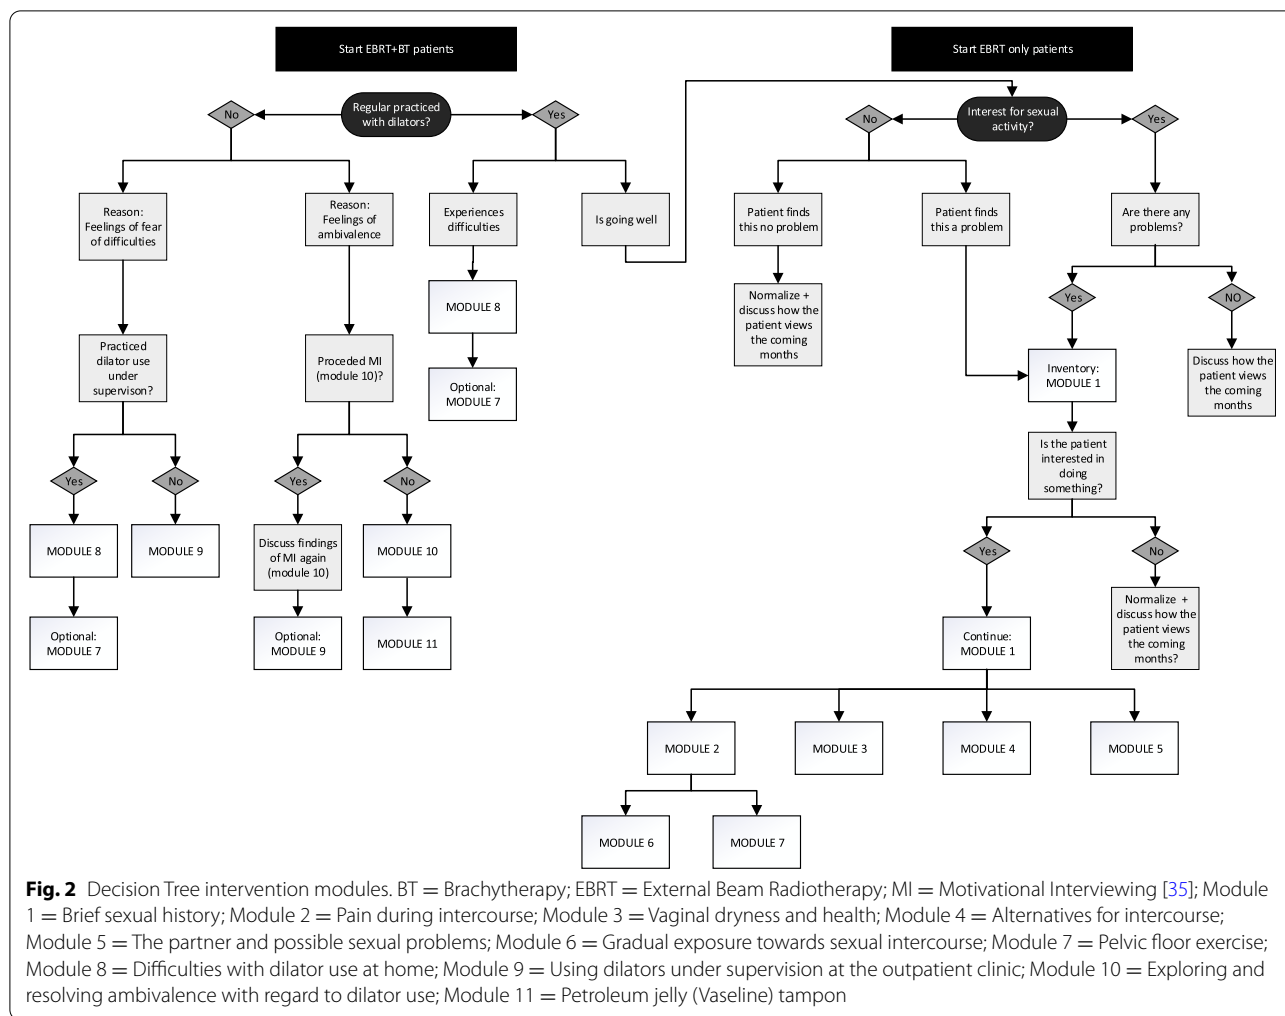 Start EBRT+BT patients
Start EBRT only patients
Regular practiced
with dilators?
No
Yes
Interest for sexual
activity?
No
Yes
Reason:
Feelings of fear
of difficulties
Reason:
Feelings of
ambivalence
Experiences
difficulties
Is going well
Patient finds
this no problem
Patient finds
this a problem
Are there any
problems?
MODULE 8
Normalize +
discuss how the
patient views
the coming
months
Yes
NO
Practiced
dilator use
under
supervison?
Proceded MI
(module 10)?
Optional:
MODULE 7
Inventory:
MODULE 1
Discuss how the
patient views
the coming
months
Is the patient
interested in
doing
something?
Yes
No
Yes
No
MODULE 8
MODULE 9
Discuss findings
of MI again
(module 10)
MODULE 10
Yes
No
Optional:
MODULE 7
Optional:
MODULE 9
MODULE 11
Continue:
MODULE 1
Normalize +
discuss how the
patient views
the coming
months?
MODULE 2
MODULE 3
MODULE 4
MODULE 5
MODULE 6
MODULE 7
Fig. 2 Decision Tree intervention modules. BT = Brachytherapy; EBRT = External Beam Radiotherapy; MI = Motivational Interviewing [35]; Module
1 = Brief sexual history; Module 2 = Pain during intercourse; Module 3 = Vaginal dryness and health; Module 4 = Alternatives for intercourse;
Module 5 = The partner and possible sexual problems; Module 6 = Gradual exposure towards sexual intercourse; Module 7 = Pelvic floor exercise;
Module 8 = Difficulties with dilator use at home; Module 9 = Using dilators under supervision at the outpatient clinic; Module 10 = Exploring and
resolving ambivalence with regard to dilator use; Module 11 = Petroleum jelly (Vaseline) tampon